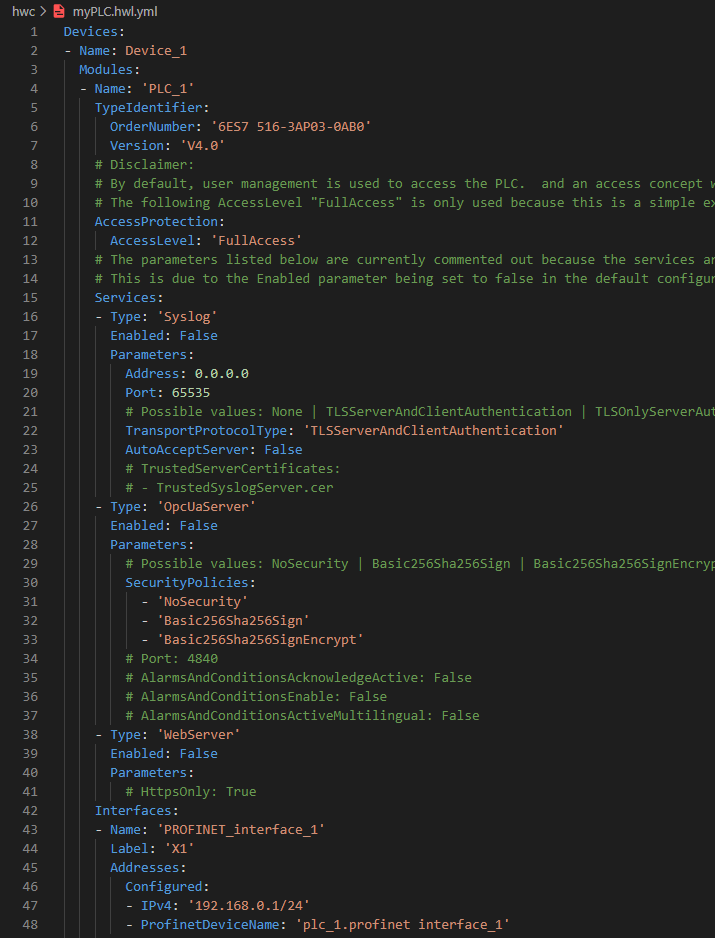 hwc > myPLC.hwl.yml
1 Devices:
2 - Name: Device_1
3 Modules:
4 - Name: 'PLC_1'
5 TypeIdentifier:
6 OrderNumber: '6ES7 516-3AP03-0AB0'
7 Version: 'V4.0'
8 # Disclaimer:
9 # By default, user management is used to access the PLC.  and an access concept w
10 # The following AccessLevel "FullAccess" is only used because this is a simple ex
11 AccessProtection:
12 AccessLevel: 'FullAccess'
13 # The parameters listed below are currently commented out because the services ar
14 # This is due to the Enabled parameter being set to false in the default configur
15 Services:
16 - Type: 'Syslog'
17 Enabled: False
18 Parameters:
19 Address: 0.0.0.0
20 Port: 65535
21 # Possible values: None | TLSServerAndClientAuthentication | TLSOnlyServerAut
22 TransportProtocolType: 'TLSServerAndClientAuthentication'
23 AutoAcceptServer: False
24 # TrustedServerCertificates:
25 # - TrustedSyslogServer.cer
26 - Type: 'OpcUaServer'
27 Enabled: False
28 Parameters:
29 # Possible values: NoSecurity | Basic256Sha256Sign | Basic256Sha256SignEncryp
30 SecurityPolicies:
31 - 'NoSecurity'
32 - 'Basic256Sha256Sign'
33 - 'Basic256Sha256SignEncrypt'
34 # Port: 4840
35 # AlarmsAndConditionsAcknowledgeActive: False
36 # AlarmsAndConditionsEnable: False
37 # AlarmsAndConditionsActiveMultilingual: False
38 - Type: 'WebServer'
39 Enabled: False
40 Parameters:
41 # HttpsOnly: True
42 Interfaces:
43 - Name: 'PROFINET_interface_1'
44 Label: 'X1'
45 Addresses:
46 Configured:
47 - IPv4: '192.168.0.1/24'
48 - ProfinetDeviceName: 'plc_1.profinet interface_1'